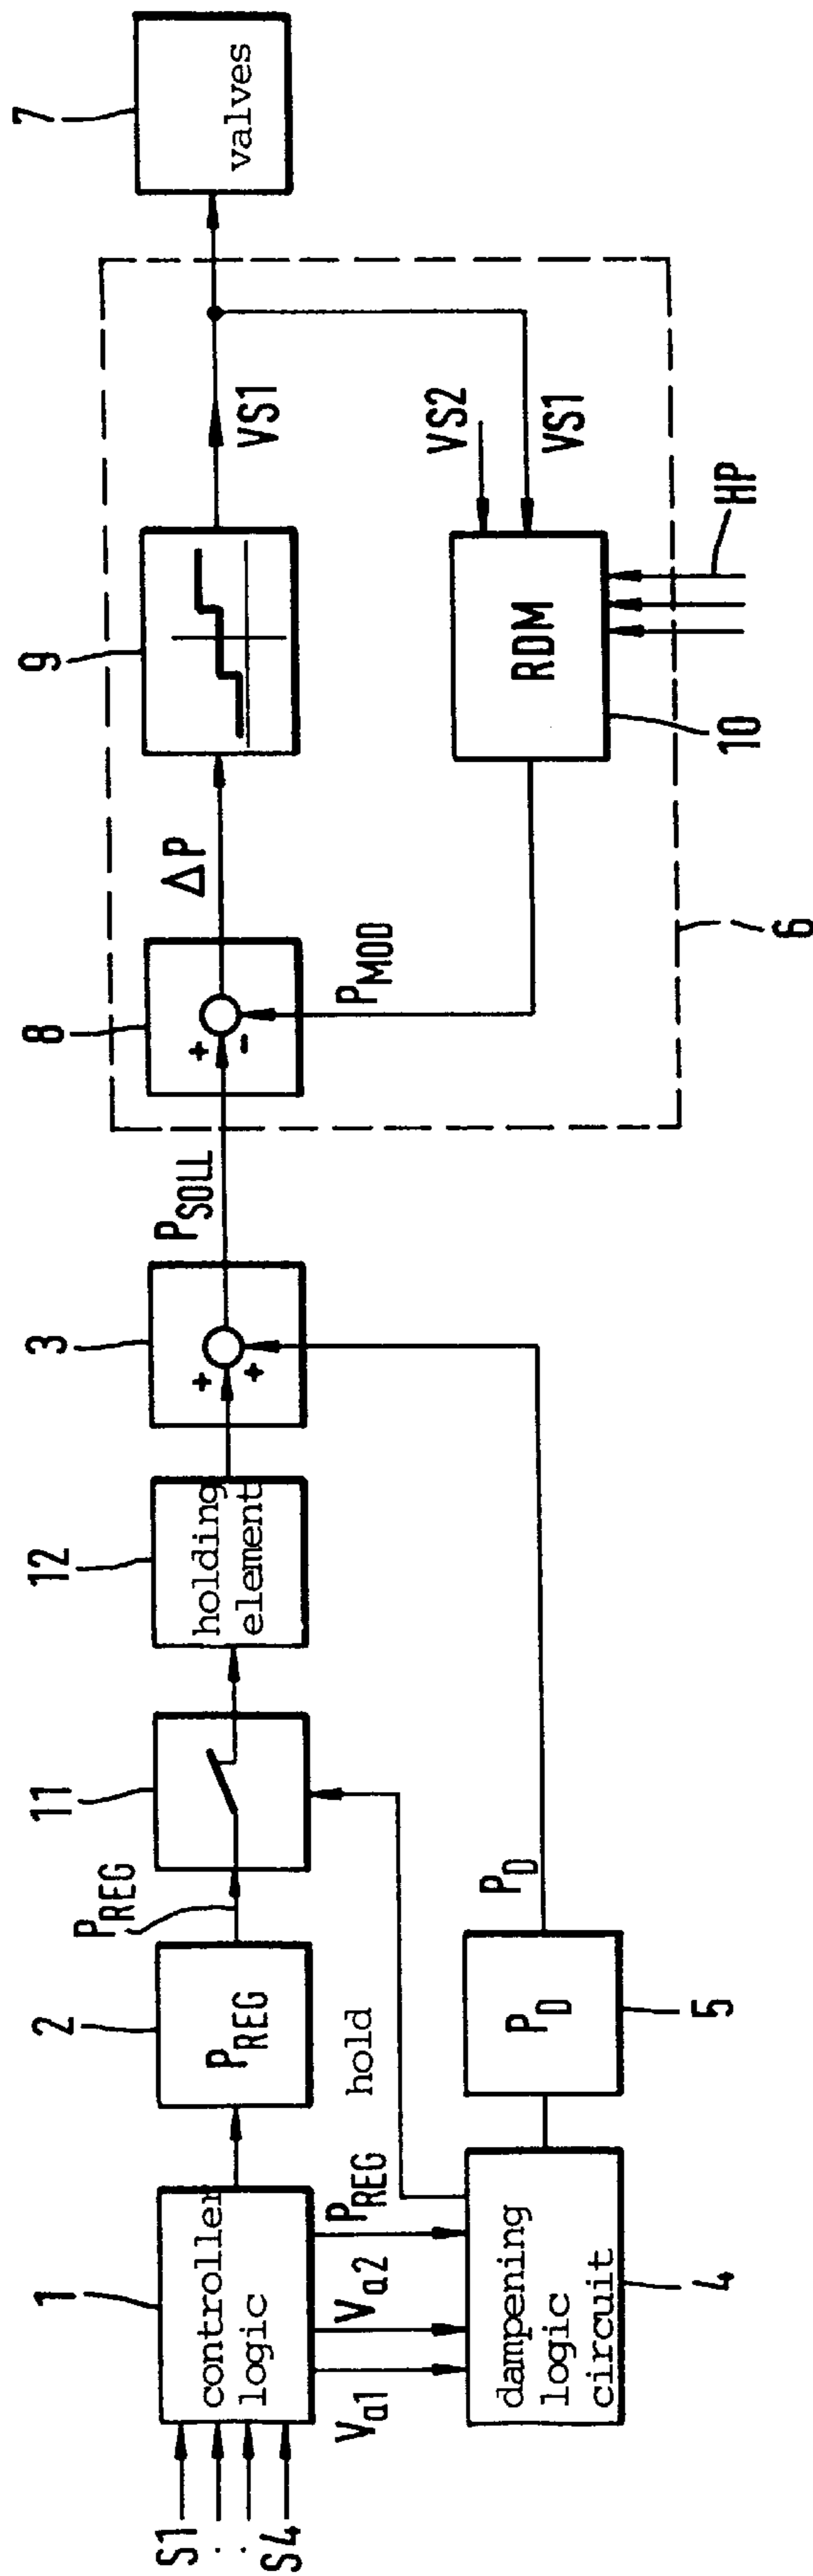 S1
S4
1
controller
logic
V_a1
V_a2
P_REG
4
dampening
logic
circuit
2
P_REG
hold
P_REG
5
P_D
P_D
11
12
holding
element
3
+
+
P_SOLL
6
8
+
-
ΔP
P_MOD
9
VS1
10
RDM
VS2
VS1
HP
7
valves